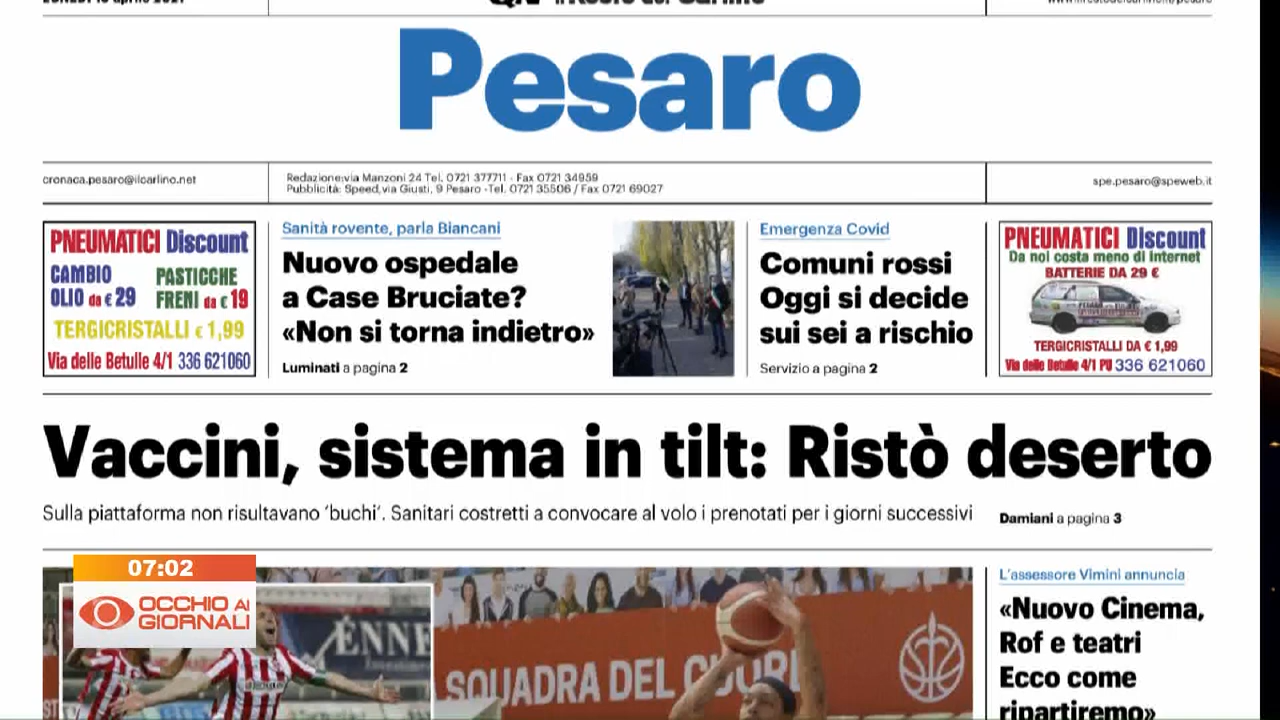 Pesaro
cronaca.pesaro@ilcarlino.net
Redazione:via Manzoni 24 Tel. 0721 377711 - Fax 0721 34959
Pubblicità: Speed,via Giusti, 9 Pesaro -Tel. 0721 35506 / Fax 0721 69027
spe.pesaro@speweb.it
PNEUMATICI Discount
CAMBIO
OLIO da € 29
PASTICCHE
FRENI da € 19
TERGICRISTALLI € 1,99
Via delle Betulle 4/1 336 621060
Sanità rovente, parla Biancani
Nuovo ospedale
a Case Bruciate?
«Non si torna indietro»
Luminati a pagina 2
Emergenza Covid
Comuni rossi
Oggi si decide
sui sei a rischio
Servizio a pagina 2
PNEUMATICI Discount
Da noi costa meno di internet
BATTERIE DA 29 €
TERGICRISTALLI DA € 1,99
Via delle Betulle 4/1 PU 336 621060
Vaccini, sistema in tilt: Ristò deserto
Sulla piattaforma non risultavano ‘buchi’. Sanitari costretti a convocare al volo i prenotati per i giorni successivi
Damiani a pagina 3
07:02
OCCHIO AI
GIORNALI
ÈNNE
SQUADRA DEL CUORE
L’assessore Vimini annuncia
«Nuovo Cinema,
Rof e teatri
Ecco come
ripartiremo»